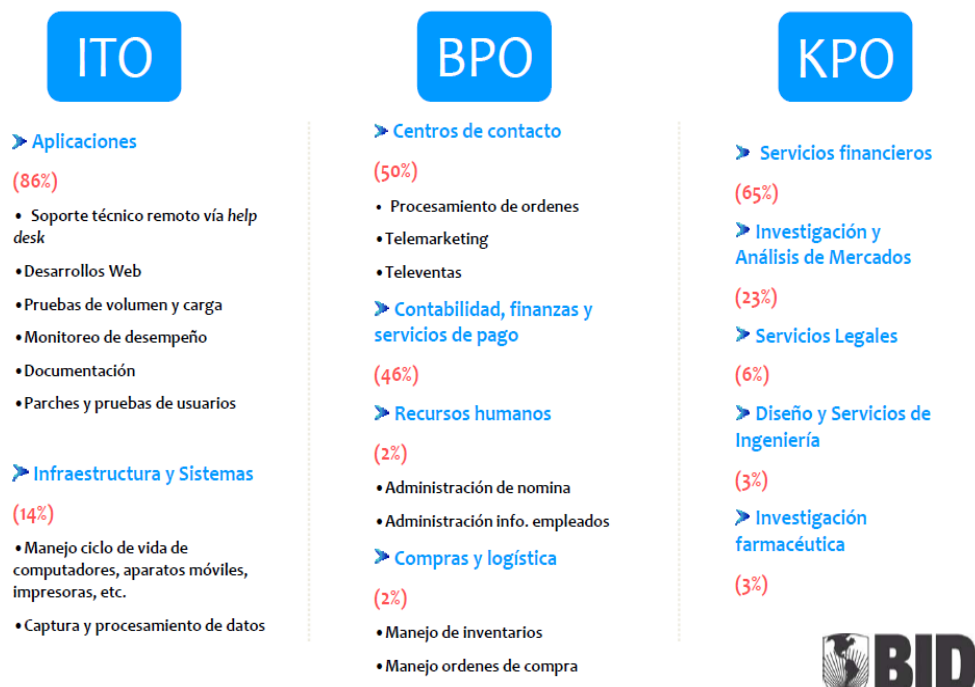 ITO
Aplicaciones
(86%)
• Soporte técnico remoto vía help
desk
•Desarrollos Web
•Pruebas de volumen y carga
•Monitoreo de desempeño
•Documentación
•Parches y pruebas de usuarios
Infraestructura y Sistemas
(14%)
•Manejo ciclo de vida de
computadores, aparatos móviles,
impresoras, etc.
•Captura y procesamiento de datos
BPO
Centros de contacto
(50%)
• Procesamiento de ordenes
•Telemarketing
•Televentas
Contabilidad, finanzas y
servicios de pago
(46%)
Recursos humanos
(2%)
•Administración de nomina
•Administración info. empleados
Compras y logística
(2%)
•Manejo de inventarios
•Manejo ordenes de compra
KPO
Servicios financieros
(65%)
Investigación y
Análisis de Mercados
(23%)
Servicios Legales
(6%)
Diseño y Servicios de
Ingeniería
(3%)
Investigación
farmacéutica
(3%)
BID